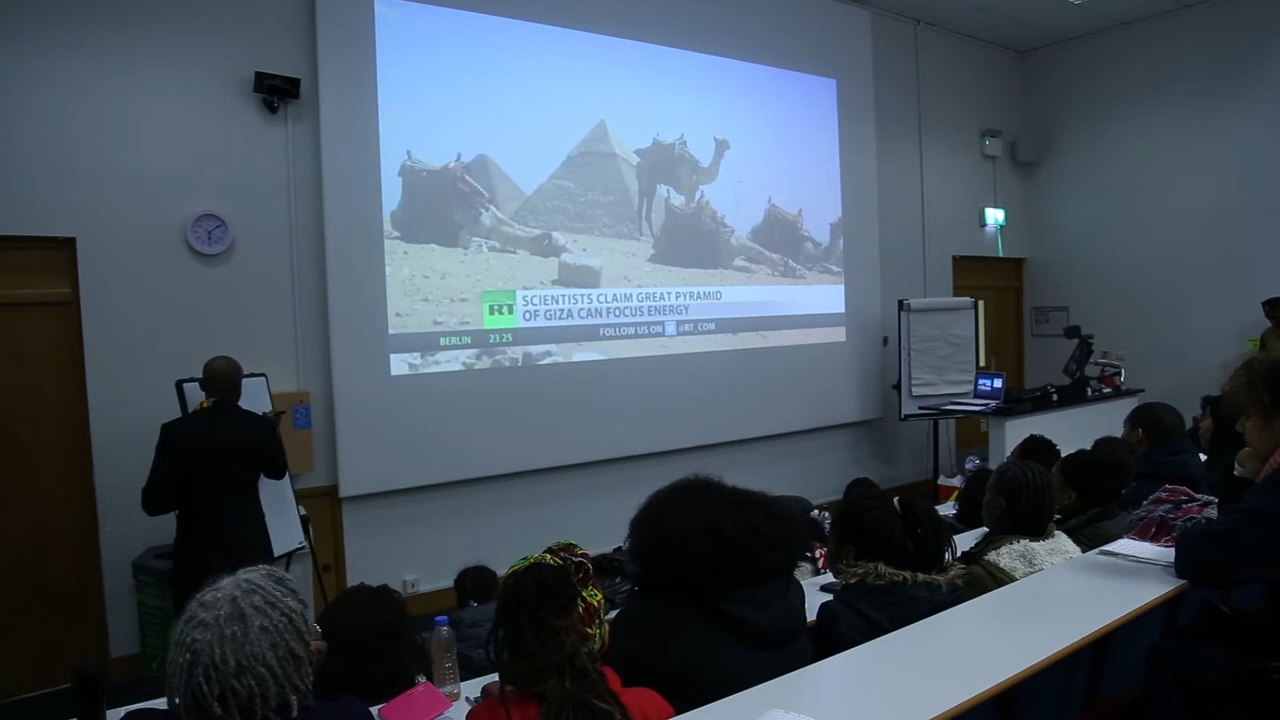 SCIENTISTS CLAIM GREAT PYRAMID
RT
OF GIZA CAN FOCUS ENERGY
FOLLOW US ON @RT_COM
BERLIN 23 25